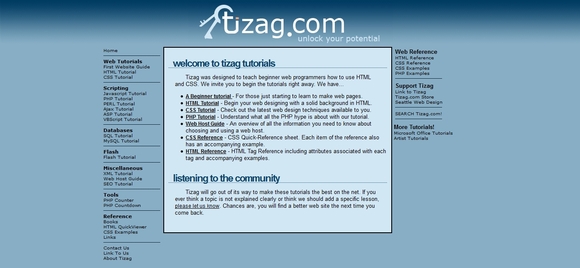 tizag.com
unlock your potential
Home
Web Tutorials
First Website Guide
HTML Tutorial
CSS Tutorial
Scripting
Javascript Tutorial
PHP Tutorial
PERL Tutorial
Ajax Tutorial
ASP Tutorial
VBScript Tutorial
Databases
SQL Tutorial
MySQL Tutorial
Flash
Flash Tutorial
Miscellaneous
XML Tutorial
Web Host Guide
SEO Tutorial
Tools
PHP Counter
PHP Countdown
Reference
Books
HTML QuickViewer
CSS Examples
Links
Contact Us
Link To Us
About Tizag
welcome to tizag tutorials
Tizag was designed to teach beginner web programmers how to use HTML
and CSS. We invite you to begin the tutorials right away. We have...
A Beginner tutorial - For those just starting to learn to make web pages.
HTML Tutorial - Begin your web designing with a solid background in HTML.
CSS Tutorial - Check out the latest web design techniques available to you.
PHP Tutorial - Understand what all the PHP hype is about with our tutorial.
Web Host Guide - An overview of all the information you need to know about
choosing and using a web host.
CSS Reference - CSS Quick-Reference sheet. Each item of the reference also
has an accompanying example.
HTML Reference - HTML Tag Reference including attributes associated with each
tag and accompanying examples.
listening to the community
Tizag will go out of its way to make these tutorials the best on the net. If you
ever think a topic is not explained clearly or think we should add a specific lesson,
please let us know. Chances are, you will find a better web site the next time you
come back.
Web Reference
HTML Reference
CSS Reference
CSS Examples
PHP Examples
Support Tizag
Link to Tizag
Tizag.com Store
Seattle Web Design
SEARCH Tizag.com!
More Tutorials!
Microsoft Office Tutorials
Artist Tutorials